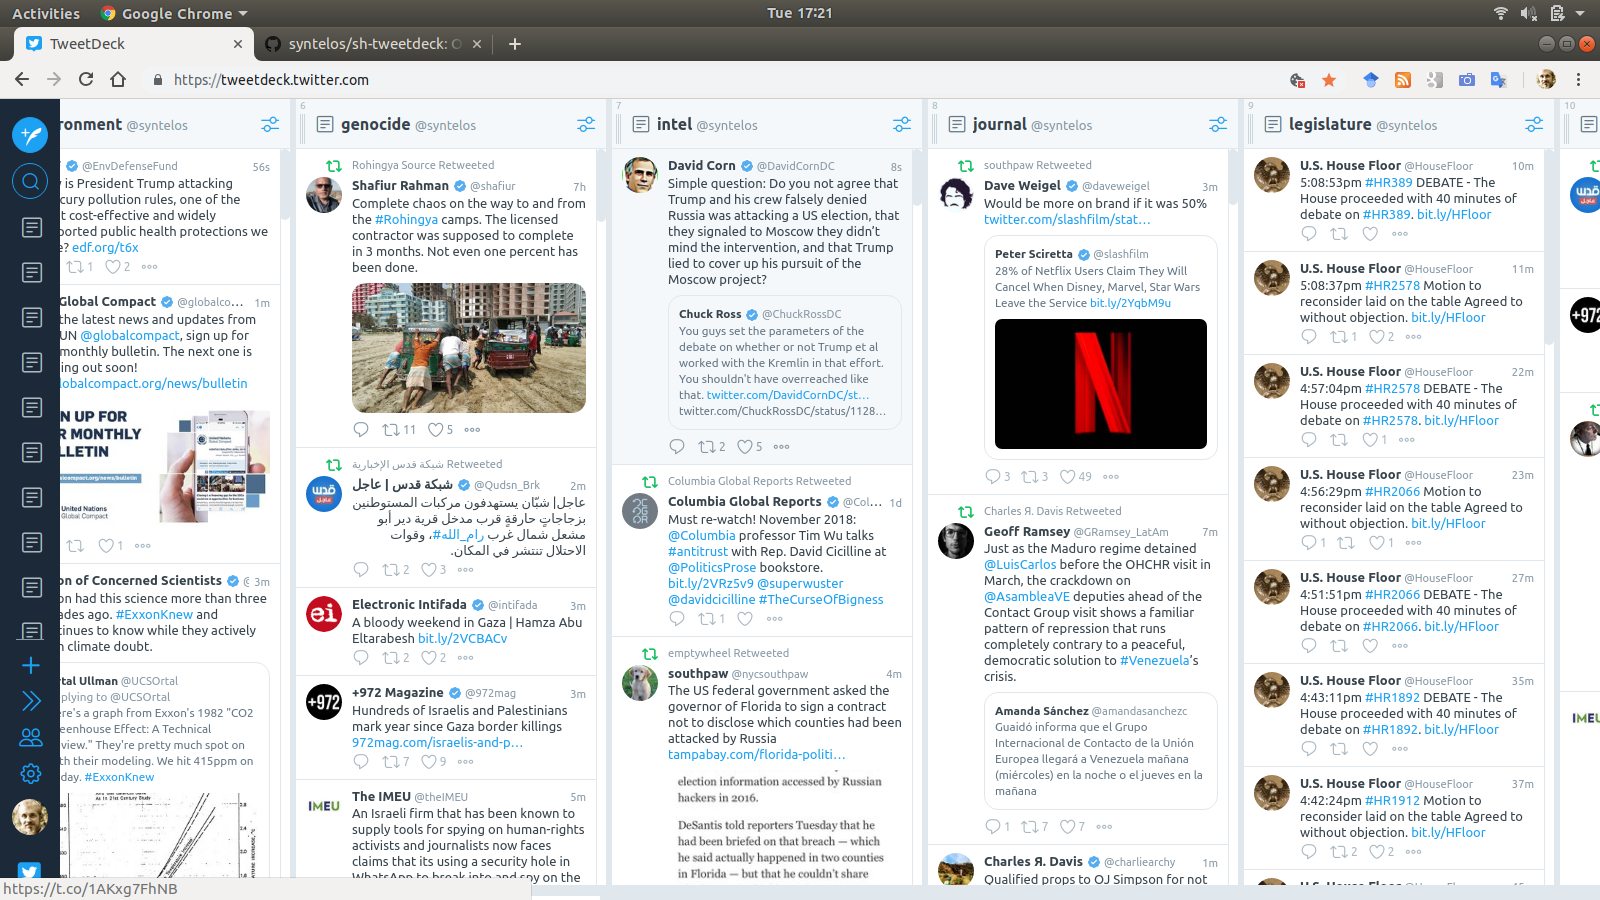 Activities
Google Chrome
Tue 17:21
TweetDeck
syntelos/sh-tweetdeck:
https://tweetdeck.twitter.com
ronment @syntelos
@EnvDefenseFund 56s
is President Trump attacking
cury pollution rules, one of the
t cost-effective and widely
ported public health protections we
e? edf.org/t6x
1 2
Global Compact @globalco... 1m
the latest news and updates from
UN @globalcompact, sign up for
monthly bulletin. The next one is
ing out soon!
lobalcompact.org/news/bulletin
N UP FOR
R MONTHLY
LLETIN
United Nations
Global Compact
1
on of Concerned Scientists 3m
on had this science more than three
ades ago. #ExxonKnew and
tinues to know while they actively
climate doubt.
rtal Ullman @UCSOrtal
plying to @UCSOrtal
ere's a graph from Exxon's 1982 "CO2
eenhouse Effect: A Technical
view." They're pretty much spot on
th their modeling. We hit 415ppm on
day. #ExxonKnew
https://t.co/1AKxg7FhNB
6
genocide @syntelos
Rohingya Source Retweeted
Shafiur Rahman @shafiur 7h
Complete chaos on the way to and from
the #Rohingya camps. The licensed
contractor was supposed to complete
in 3 months. Not even one percent has
been done.
11 5
شبكة قدس الإخبارية Retweeted
شبكة قدس | عاجل @Qudsn_Brk 2m
عاجل| شبّان يستهدفون مركبات المستوطنين
بزجاجاتٍ حارقةٍ قرب مدخل قرية دير أبو
مشعل شمال غرب رام_الله#، وقوات
الاحتلال تنتشر في المكان.
2 3
ei
Electronic Intifada @intifada 3m
A bloody weekend in Gaza | Hamza Abu
Eltarabesh bit.ly/2VCBACv
2 2
+972
+972 Magazine @972mag 3m
Hundreds of Israelis and Palestinians
mark year since Gaza border killings
972mag.com/israelis-and-p...
7 9
IMEU
The IMEU @theIMEU 5m
An Israeli firm that has been known to
supply tools for spying on human-rights
activists and journalists now faces
claims that its using a security hole in
WhatsApp to break into and spy on the
7
intel @syntelos
David Corn @DavidCornDC 8s
Simple question: Do you not agree that
Trump and his crew falsely denied
Russia was attacking a US election, that
they signaled to Moscow they didn't
mind the intervention, and that Trump
lied to cover up his pursuit of the
Moscow project?
Chuck Ross @ChuckRossDC
You guys set the parameters of the
debate on whether or not Trump et al
worked with the Kremlin in that effort.
You shouldn't have overreached like
that. twitter.com/DavidCornDC/st...
twitter.com/ChuckRossDC/status/1128...
2 5
Columbia Global Reports Retweeted
Columbia Global Reports @Col... 1d
Must re-watch! November 2018:
@Columbia professor Tim Wu talks
#antitrust with Rep. David Cicilline at
@PoliticsProse bookstore.
bit.ly/2VRz5v9 @superwuster
@davidcicilline #TheCurseOfBigness
1
emptywheel Retweeted
southpaw @nycsouthpaw 4m
The US federal government asked the
governor of Florida to sign a contract
not to disclose which counties had been
attacked by Russia
tampabay.com/florida-politi...
election information accessed by Russian
hackers in 2016.
DeSantis told reporters Tuesday that he
had been briefed on that breach — which
he said actually happened in two counties
in Florida — but that he couldn't share
8
journal @syntelos
southpaw Retweeted
Dave Weigel @daveweigel 3m
Would be more on brand if it was 50%
twitter.com/slashfilm/stat...
Peter Sciretta @slashfilm
28% of Netflix Users Claim They Will
Cancel When Disney, Marvel, Star Wars
Leave the Service bit.ly/2YqbM9u
3 3 49
Charles Я. Davis Retweeted
Geoff Ramsey @GRamsey_LatAm 7m
Just as the Maduro regime detained
@LuisCarlos before the OHCHR visit in
March, the crackdown on
@AsambleaVE deputies ahead of the
Contact Group visit shows a familiar
pattern of repression that runs
completely contrary to a peaceful,
democratic solution to #Venezuela's
crisis.
Amanda Sánchez @amandasanchezc
Guaidó informa que el Grupo
Internacional de Contacto de la Unión
Europea llegará a Venezuela mañana
(miércoles) en la noche o el jueves en la
mañana
1 7 7
Charles Я. Davis @charliearchy 1m
Qualified props to OJ Simpson for not
9
legislature @syntelos
U.S. House Floor @HouseFloor 10m
5:08:53pm #HR389 DEBATE - The
House proceeded with 40 minutes of
debate on #HR389. bit.ly/HFloor
U.S. House Floor @HouseFloor 11m
5:08:37pm #HR2578 Motion to
reconsider laid on the table Agreed to
without objection. bit.ly/HFloor
1 2
U.S. House Floor @HouseFloor 22m
4:57:04pm #HR2578 DEBATE - The
House proceeded with 40 minutes of
debate on #HR2578. bit.ly/HFloor
1
U.S. House Floor @HouseFloor 23m
4:56:29pm #HR2066 Motion to
reconsider laid on the table Agreed to
without objection. bit.ly/HFloor
1 1
U.S. House Floor @HouseFloor 27m
4:51:51pm #HR2066 DEBATE - The
House proceeded with 40 minutes of
debate on #HR2066. bit.ly/HFloor
U.S. House Floor @HouseFloor 35m
4:43:11pm #HR1892 DEBATE - The
House proceeded with 40 minutes of
debate on #HR1892. bit.ly/HFloor
U.S. House Floor @HouseFloor 37m
4:42:24pm #HR1912 Motion to
reconsider laid on the table Agreed to
without objection. bit.ly/HFloor
2 2
10
+972
IMEU